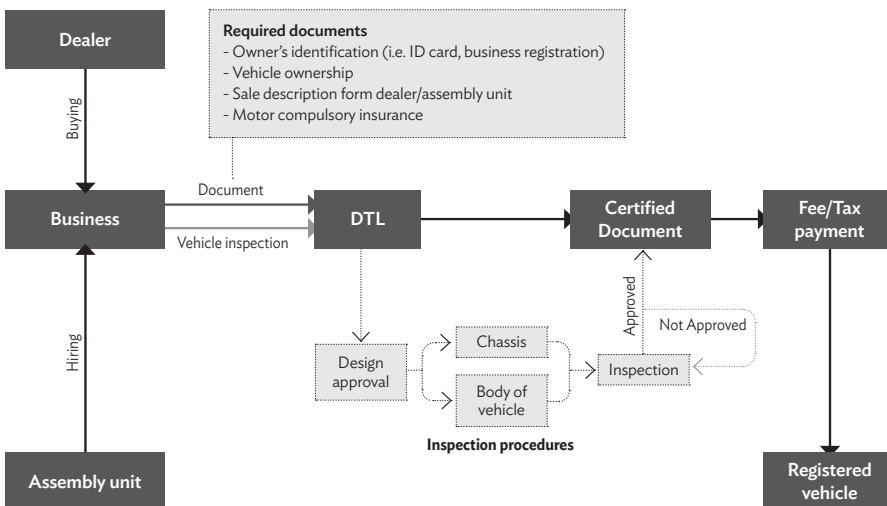 Dealer
Required documents
- Owner's identification (i.e. ID card, business registration)
- Vehicle ownership
- Sale description form dealer/assembly unit
- Motor compulsory insurance
Buying
Business
Document
Vehicle inspection
DTL
Certified
Document
Fee/Tax
payment
Hiring
Approved
Not Approved
Design
approval
Chassis
Body of
vehicle
Inspection
Inspection procedures
Assembly unit
Registered
vehicle